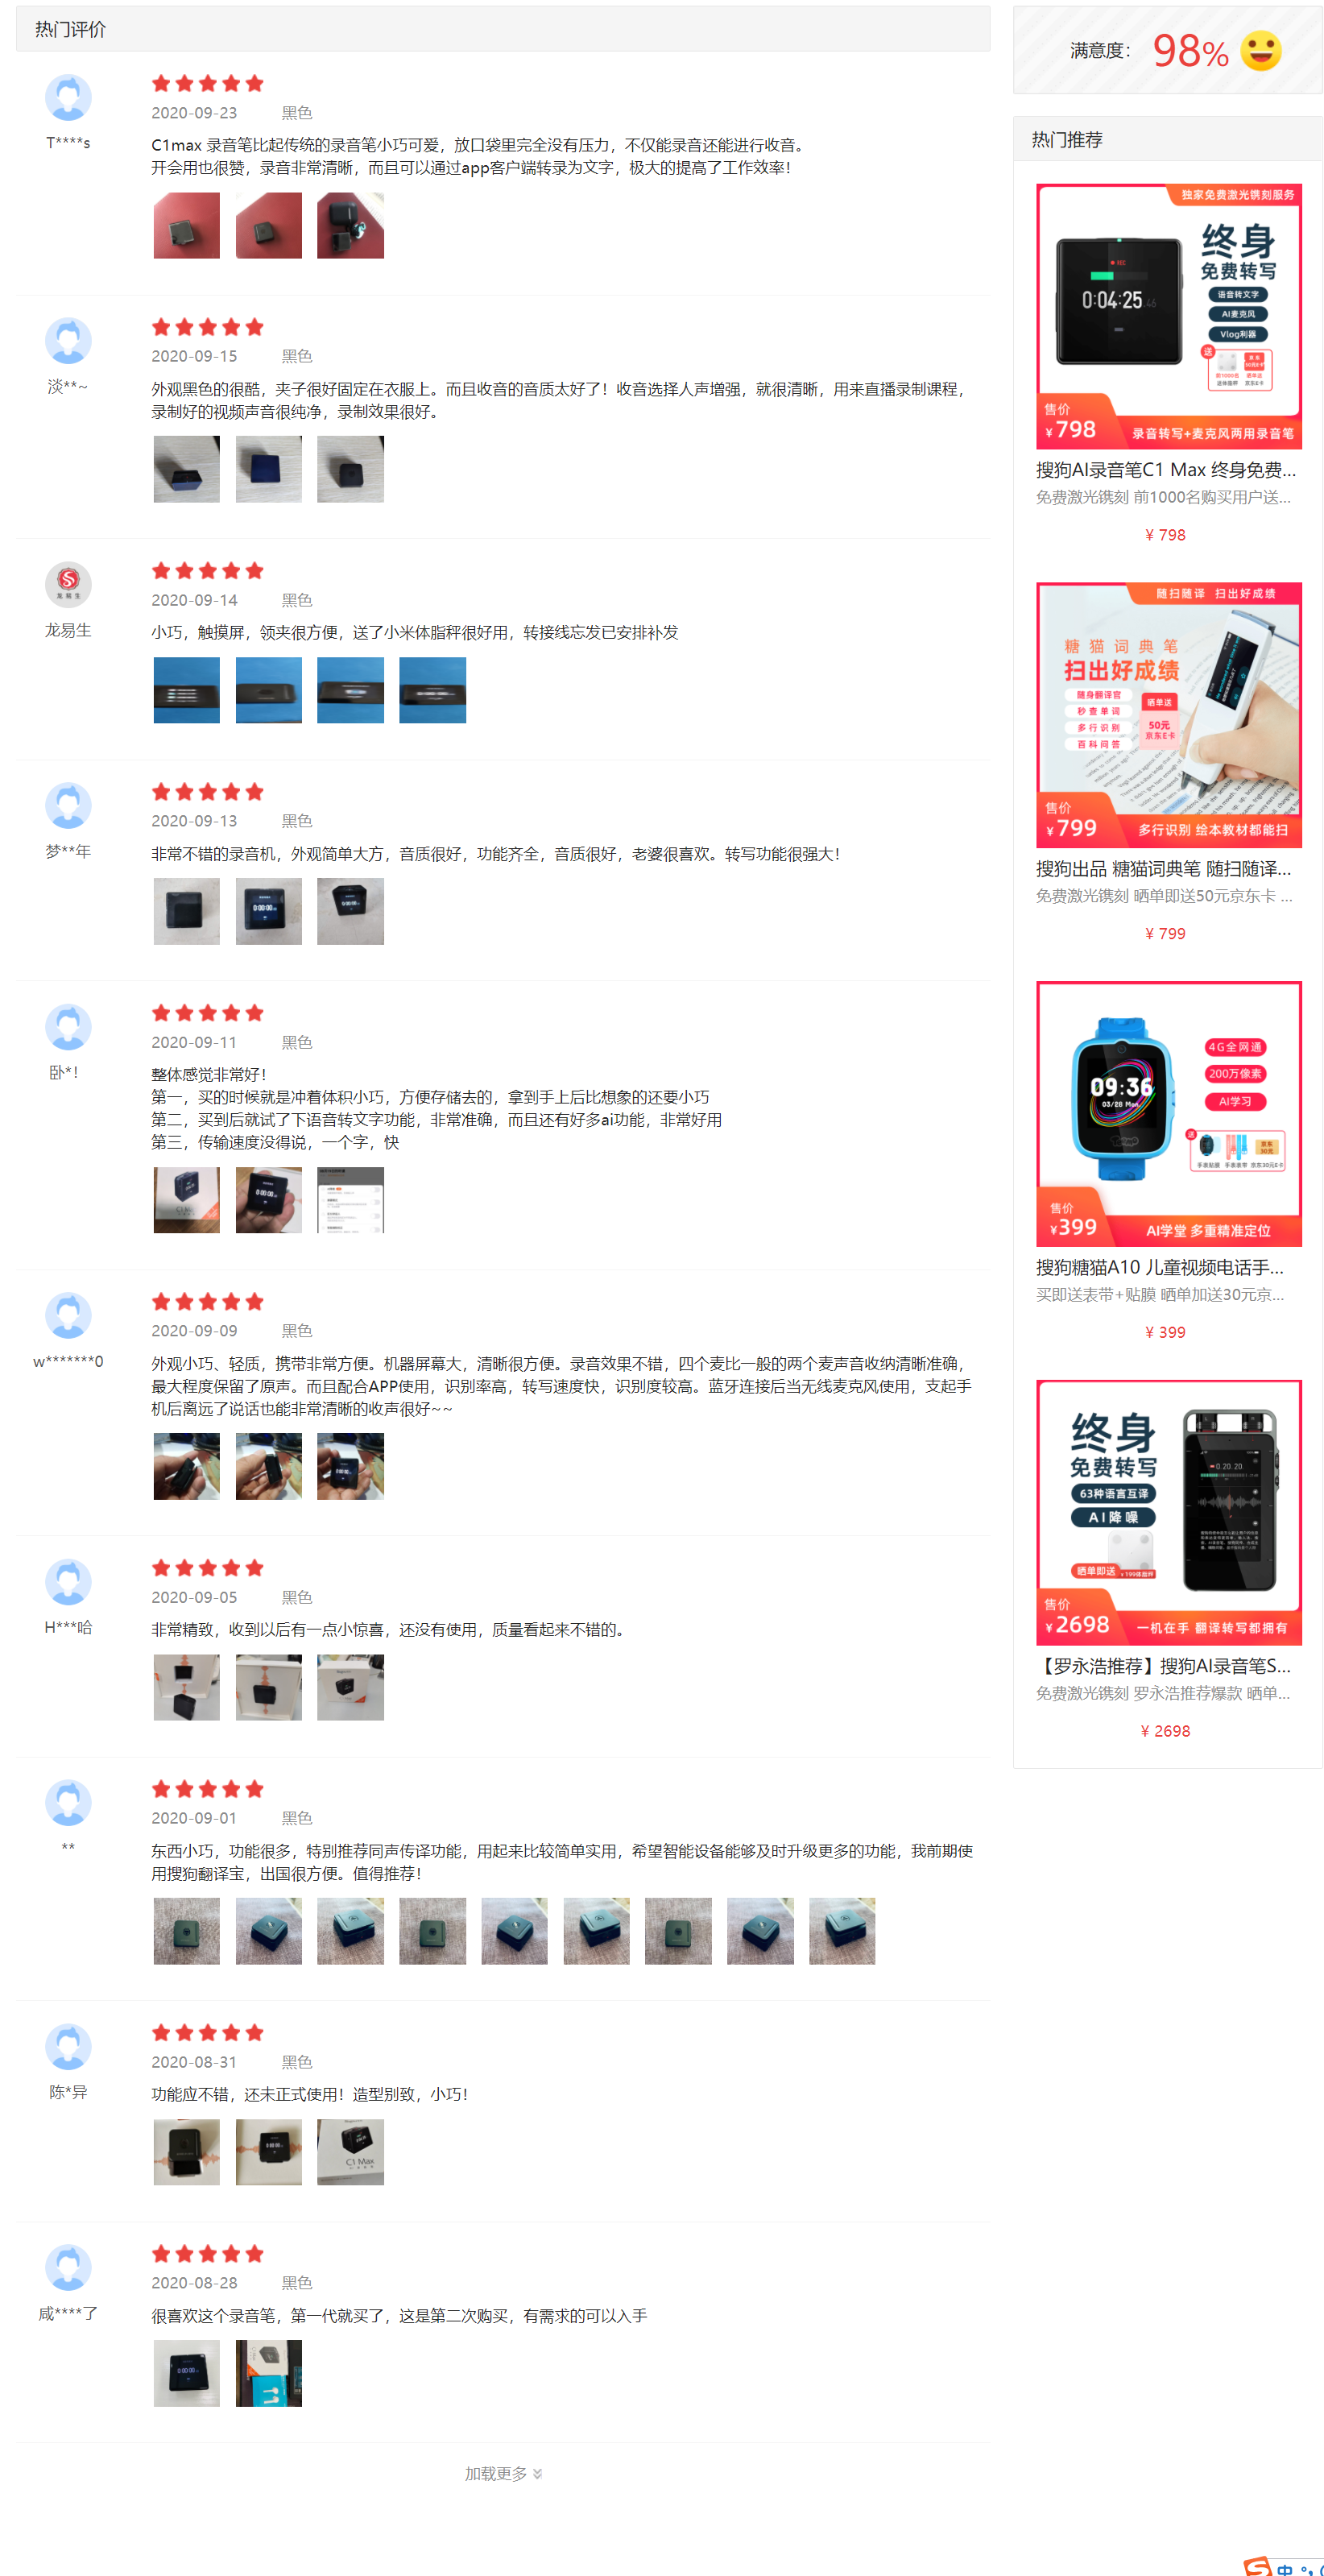 热门评价
T****s
2020-09-23 黑色
C1max 录音笔比起传统的录音笔小巧可爱，放口袋里完全没有压力，不仅能录音还能进行收音。
开会用也很赞，录音非常清晰，而且可以通过app客户端转录为文字，极大的提高了工作效率！
淡**~
2020-09-15 黑色
外观黑色的很酷，夹子很好固定在衣服上。而且收音的音质太好了！收音选择人声增强，就很清晰，用来直播录制课程，
录制好的视频声音很纯净，录制效果很好。
龙易生
2020-09-14 黑色
小巧，触摸屏，领夹很方便，送了小米体脂秤很好用，转接线忘发已安排补发
梦**年
2020-09-13 黑色
非常不错的录音机，外观简单大方，音质很好，功能齐全，音质很好，老婆很喜欢。转写功能很强大！
卧*！
2020-09-11 黑色
整体感觉非常好！
第一，买的时候就是冲着体积小巧，方便存储去的，拿到手上后比想象的还要小巧
第二，买到后就试了下语音转文字功能，非常准确，而且还有好多ai功能，非常好用
第三，传输速度没得说，一个字，快
w*******0
2020-09-09 黑色
外观小巧、轻质，携带非常方便。机器屏幕大，清晰很方便。录音效果不错，四个麦比一般的两个麦声音收纳清晰准确，
最大程度保留了原声。而且配合APP使用，识别率高，转写速度快，识别度较高。蓝牙连接后当无线麦克风使用，支起手
机后离远了说话也能非常清晰的收声很好~~
H***哈
2020-09-05 黑色
非常精致，收到以后有一点小惊喜，还没有使用，质量看起来不错的。
**
2020-09-01 黑色
东西小巧，功能很多，特别推荐同声传译功能，用起来比较简单实用，希望智能设备能够及时升级更多的功能，我前期使
用搜狗翻译宝，出国很方便。值得推荐！
陈*异
2020-08-31 黑色
功能应不错，还未正式使用！造型别致，小巧！
C1 Max
咸****了
2020-08-28 黑色
很喜欢这个录音笔，第一代就买了，这是第二次购买，有需求的可以入手
加载更多
满意度： 98%
热门推荐
独家免费激光镌刻服务
终身
免费转写
语音转文字
AI麦克风
Vlog利器
REC
0:04:25.46
送
售价
¥798
录音转写+麦克风两用录音笔
搜狗AI录音笔C1 Max 终身免费...
免费激光镌刻 前1000名购买用户送...
¥ 798
随扫随译 扫出好成绩
糖猫词典笔
扫出好成绩
随身翻译官
秒查单词
多行识别
百科问答
晒单送
50元
京东E卡
售价
¥799
多行识别 绘本教材都能扫
搜狗出品 糖猫词典笔 随扫随译...
免费激光镌刻 晒单即送50元京东卡 ...
¥ 799
09:36
03/28 Mon.
4G全网通
200万像素
AI学习
送
京东
30元
手表贴膜 手表表带 京东30元E卡
售价
¥399
AI学堂 多重精准定位
搜狗糖猫A10 儿童视频电话手...
买即送表带+贴膜 晒单加送30元京...
¥ 399
终身
免费转写
63种语言互译
AI降噪
0.20.20.
晒单即送
¥199体脂秤
售价
¥2698
一机在手 翻译转写都拥有
【罗永浩推荐】搜狗AI录音笔S...
免费激光镌刻 罗永浩推荐爆款 晒单...
¥ 2698
中